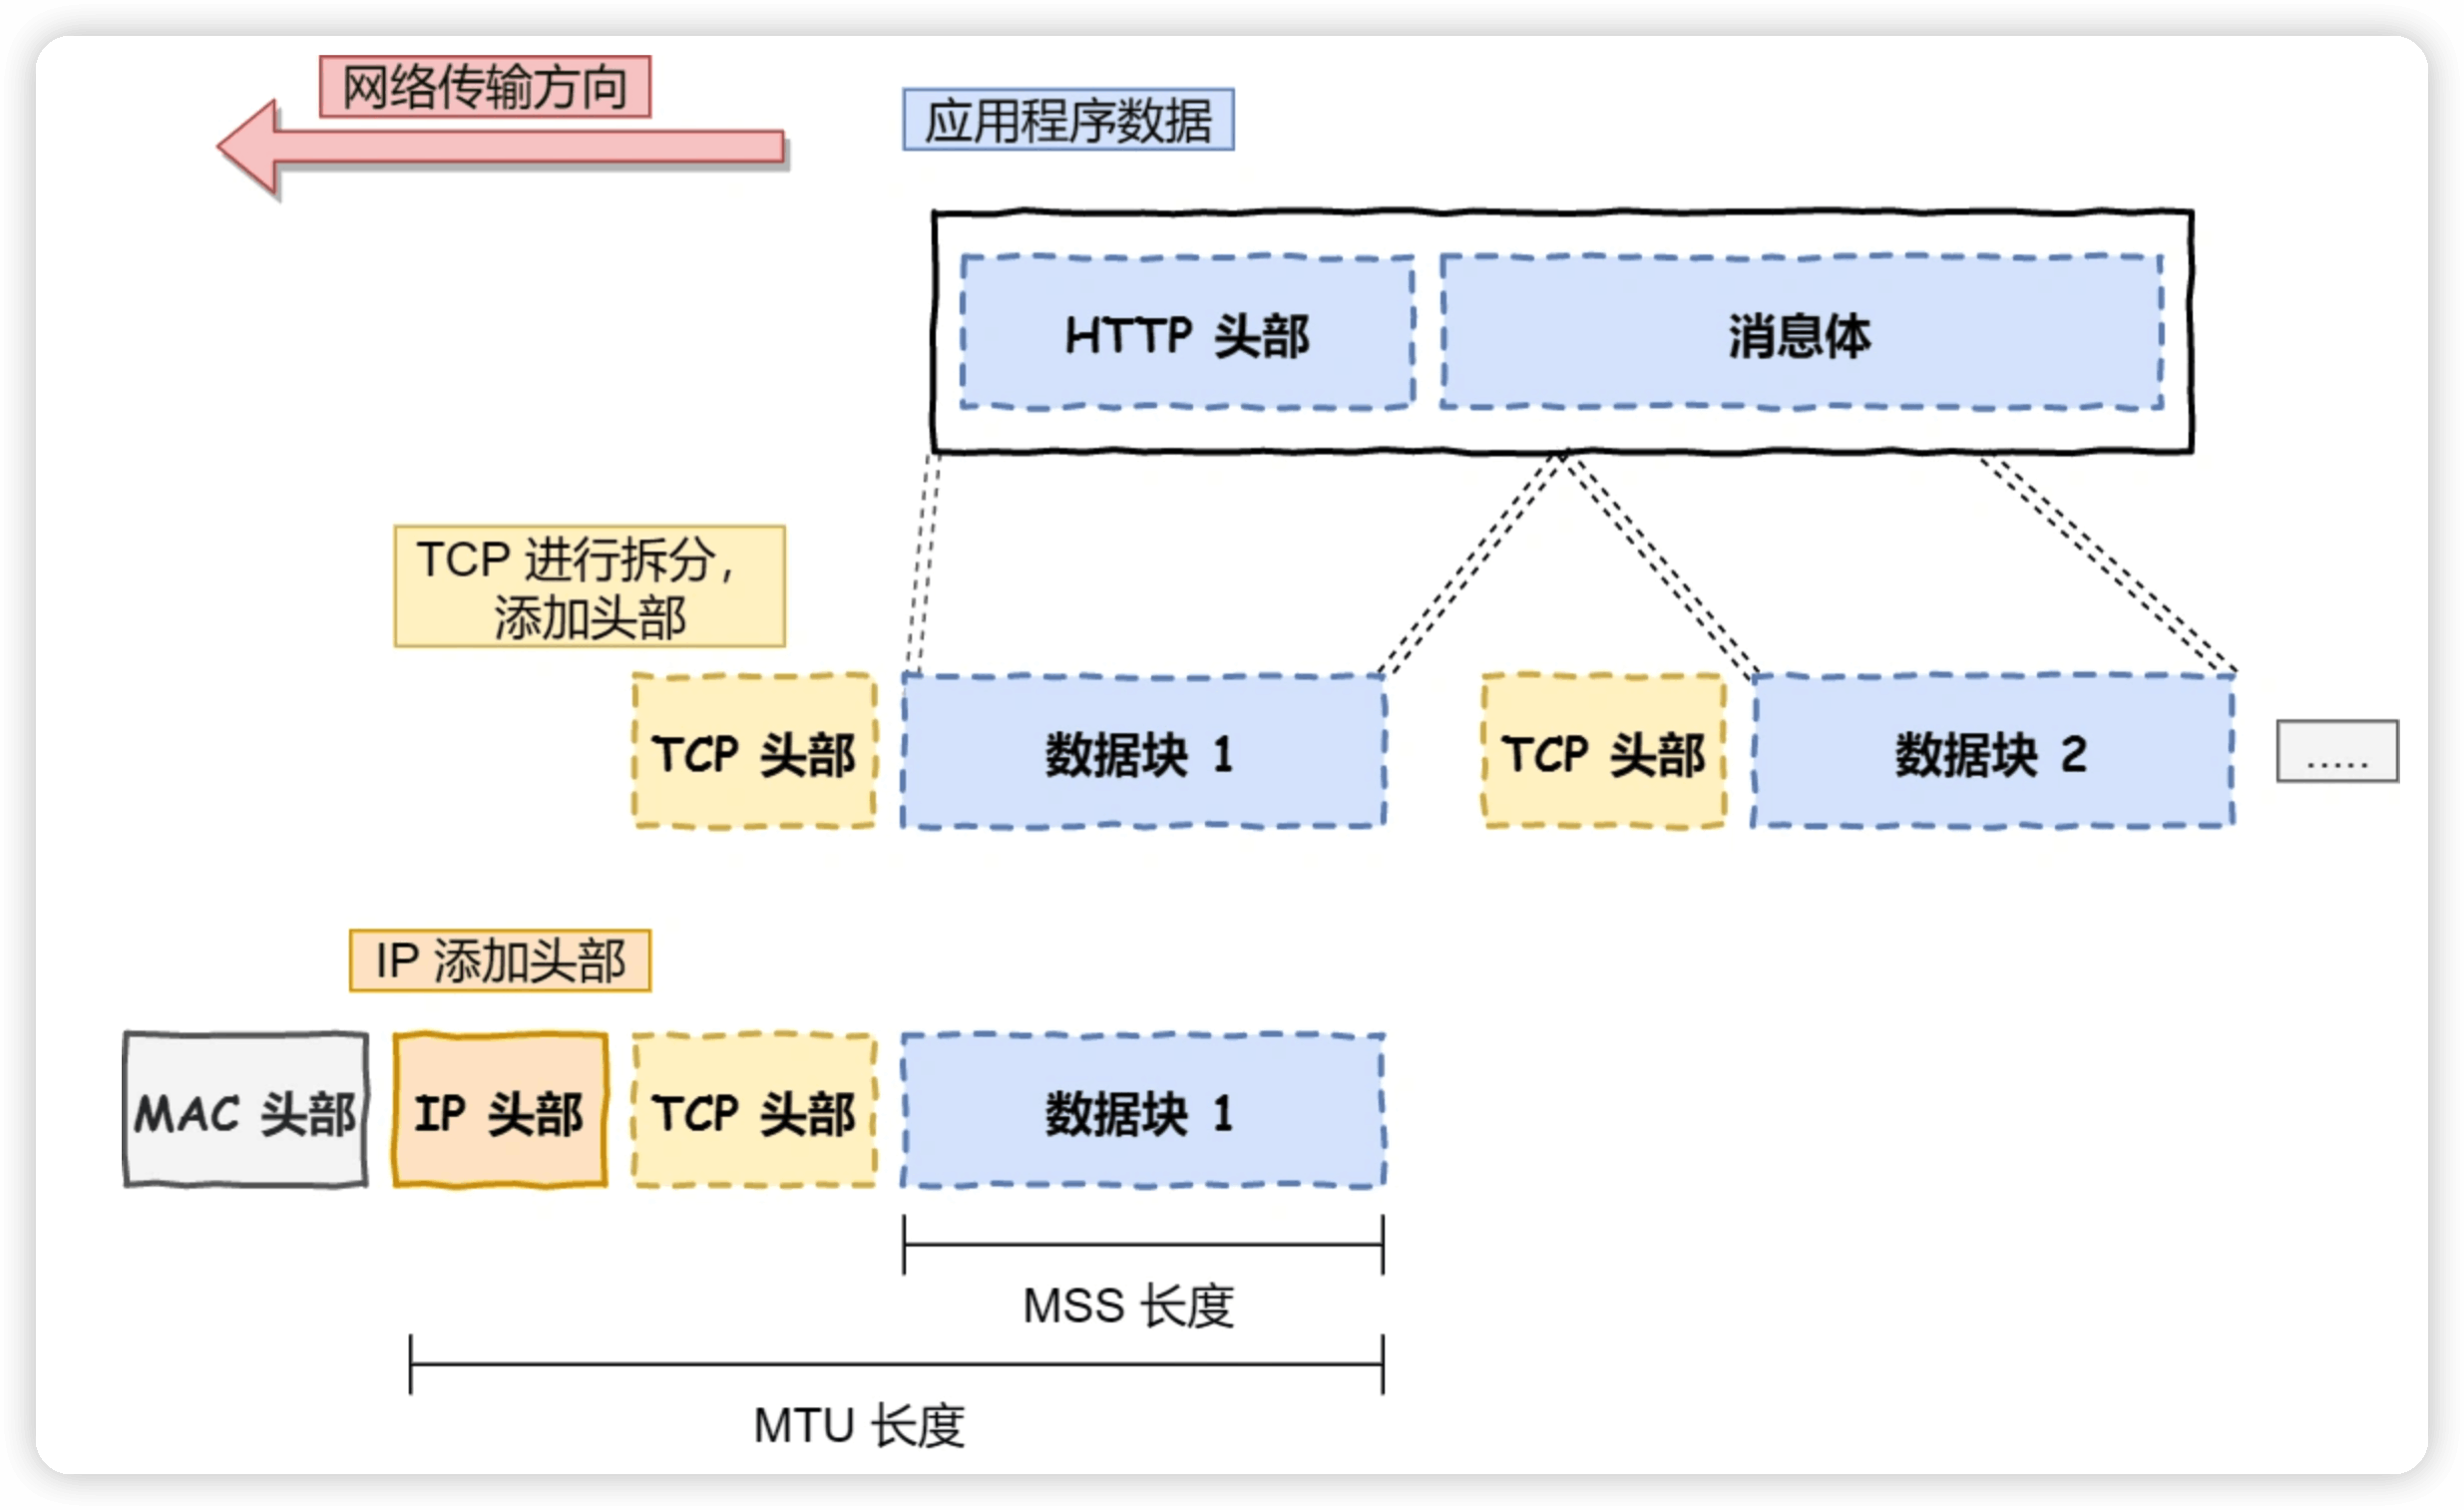 网络传输方向
应用程序数据
HTTP 头部
消息体
TCP 进行拆分，
添加头部
TCP 头部
数据块 1
TCP 头部
数据块 2
.....
IP 添加头部
MAC 头部
IP 头部
TCP 头部
数据块 1
MSS 长度
MTU 长度